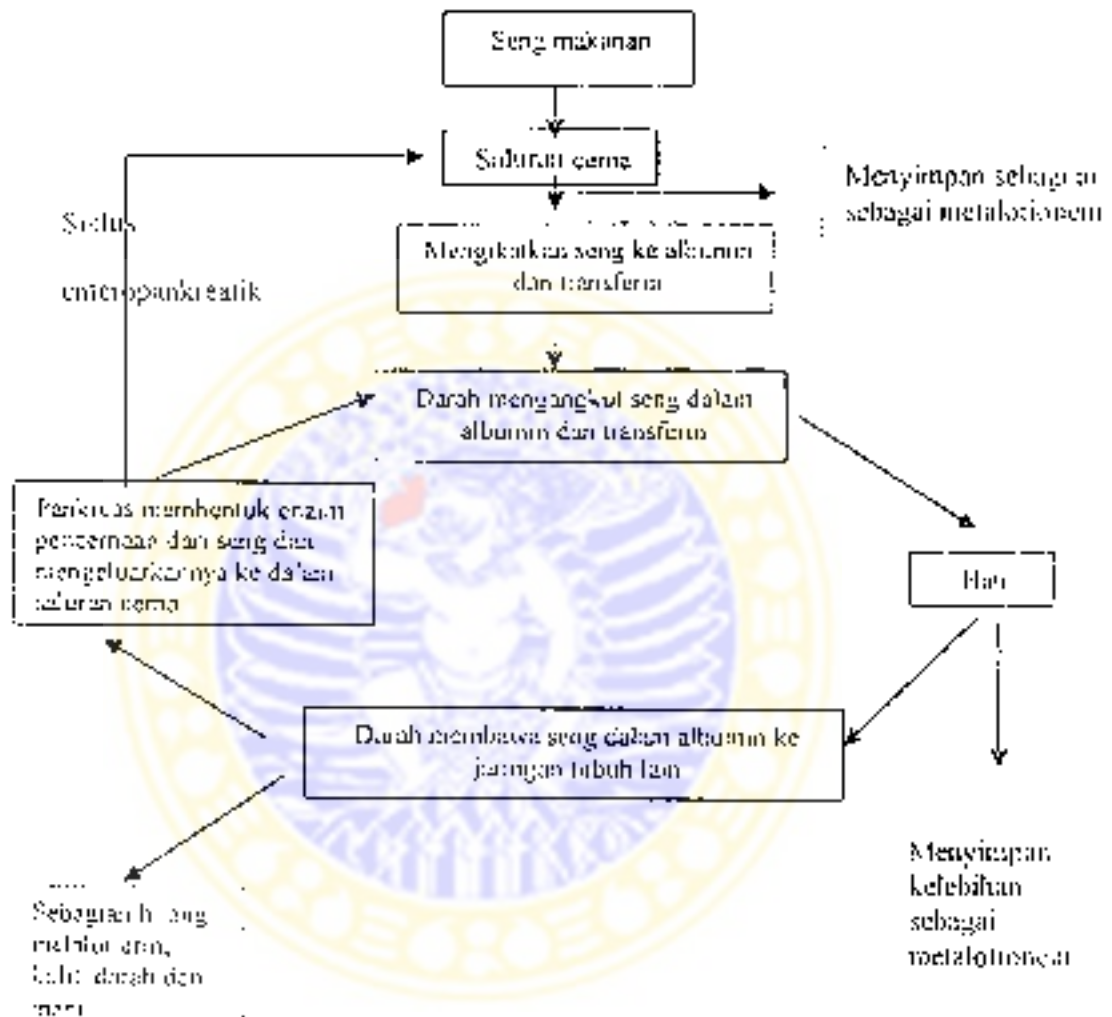 Seng makanan
Saluran cerna
Menyimpan sebagian
sebagai metalotionein
Siklus
enteropankreatik
Mengikatkan seng ke albumin
dan transferin
Darah mengangkut seng dalam
albumin dan transferin
Pankreas membentuk enzim
pencernaan dan seng dan
mengeluarkannya ke dalam
saluran cerna
Hati
Darah membawa seng dalam albumin ke
jaringan tubuh lain
Menyimpan
kelebihan
sebagai
metalotionein
Sebagian hilang
melalui urin,
kulit darah dan
mani